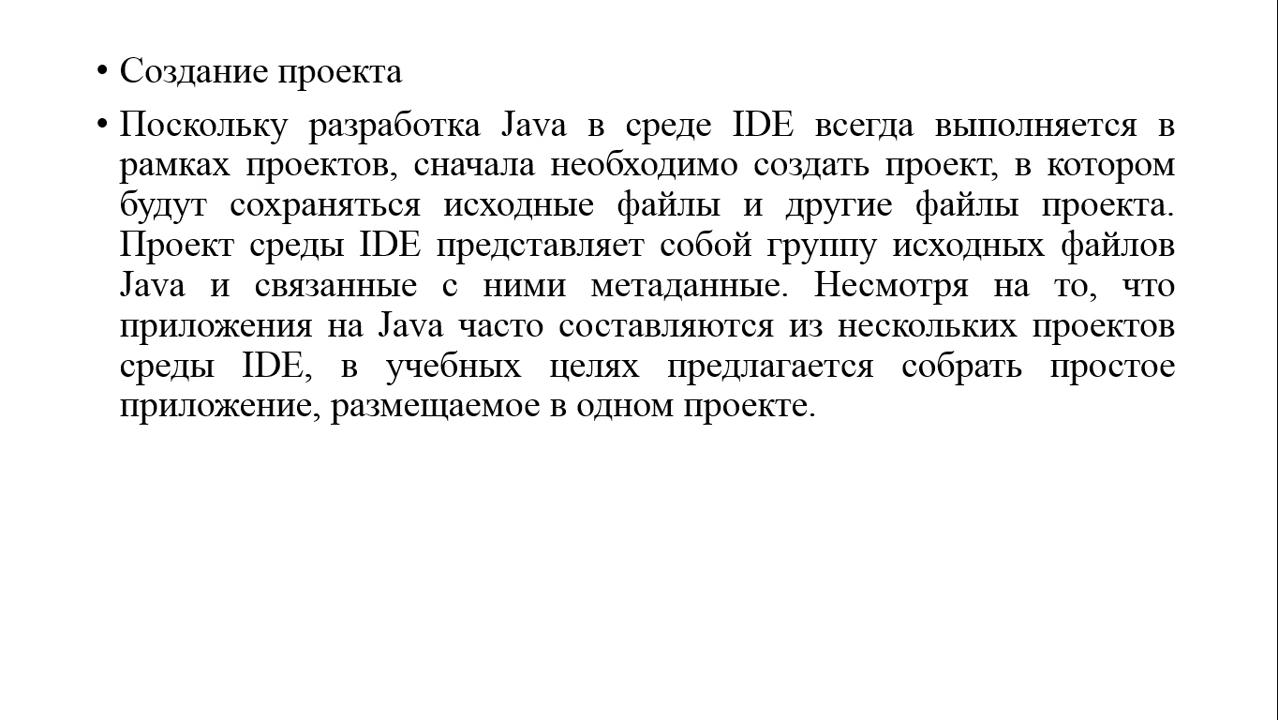 • Создание проекта
• Поскольку разработка Java в среде IDE всегда выполняется в
рамках проектов, сначала необходимо создать проект, в котором
будут сохраняться исходные файлы и другие файлы проекта.
Проект среды IDE представляет собой группу исходных файлов
Java и связанные с ними метаданные. Несмотря на то, что
приложения на Java часто составляются из нескольких проектов
среды IDE, в учебных целях предлагается собрать простое
приложение, размещаемое в одном проекте.